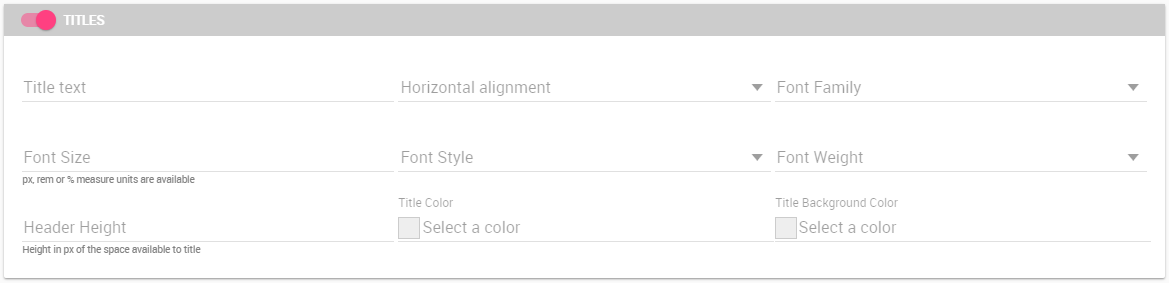 TITLES
Title text
Horizontal alignment
Font Family
Font Size
Font Style
Font Weight
px, rem or % measure units are available
Title Color
Title Background Color
Header Height
Select a color
Select a color
Height in px of the space available to title